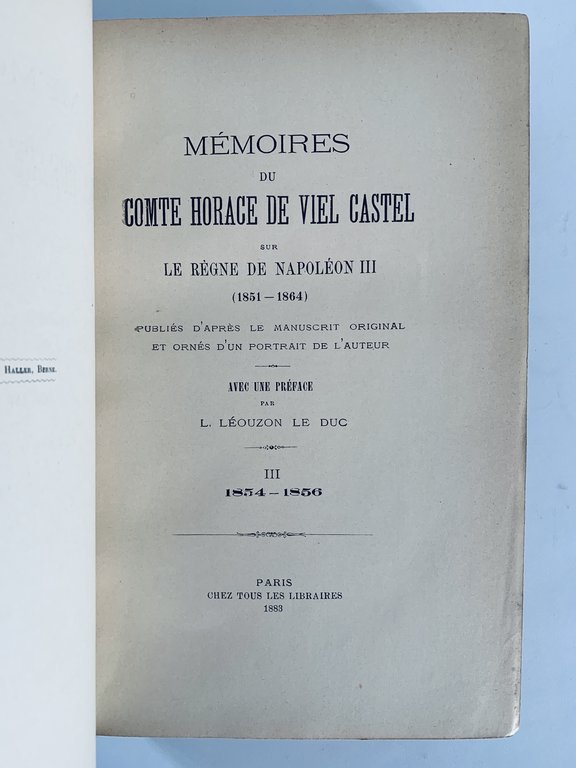 HALLER, BERNE.
MÉMOIRES
DU
COMTE HORACE DE VIEL CASTEL
SUR
LE RÈGNE DE NAPOLÉON III
(1851—1864)
PUBLIÉS D'APRÈS LE MANUSCRIT ORIGINAL
ET ORNÉS D'UN PORTRAIT DE L'AUTEUR
AVEC UNE PRÉFACE
PAR
L. LÉOUZON LE DUC
III
1854—1856
PARIS
CHEZ TOUS LES LIBRAIRES
1883